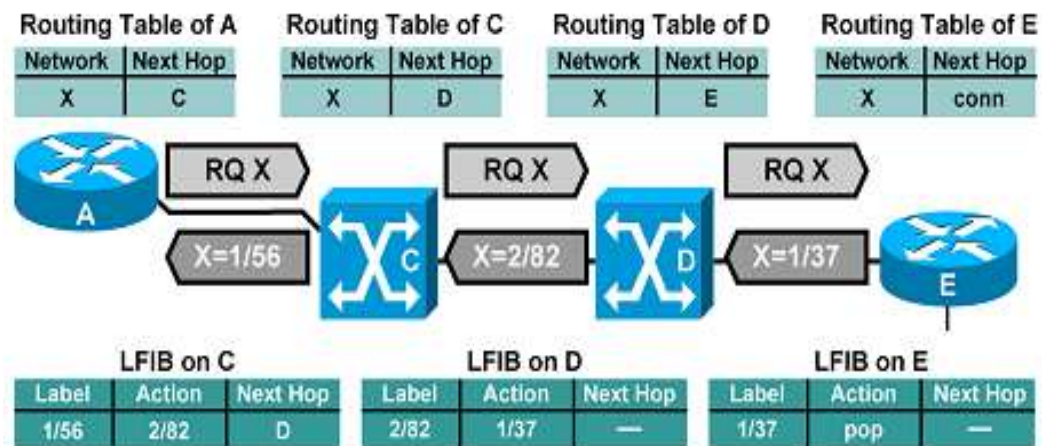 Routing Table of A
Routing Table of C
Routing Table of D
Routing Table of E
Network Next Hop
Network Next Hop
Network Next Hop
Network Next Hop
X C
X D
X E
X conn
RQ X
RQ X
RQ X
A
X=1/56
C
X=2/82
D
X=1/37
E
LFIB on C
LFIB on D
LFIB on E
Label Action Next Hop
Label Action Next Hop
Label Action Next Hop
1/56 2/82 D
2/82 1/37 —
1/37 pop —